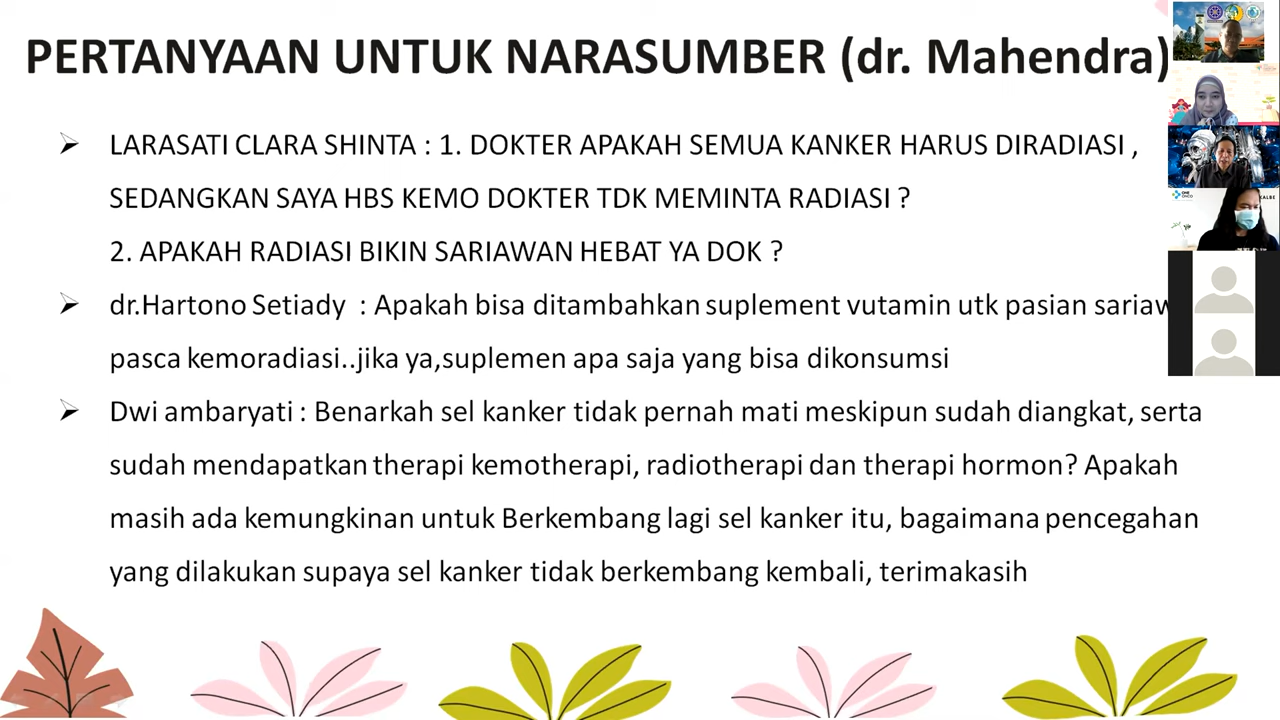 PERTANYAAN UNTUK NARASUMBER (dr. Mahendra)
➢ LARASATI CLARA SHINTA : 1. DOKTER APAKAH SEMUA KANKER HARUS DIRADIASI ,
SEDANGKAN SAYA HBS KEMO DOKTER TDK MEMINTA RADIASI ?
2. APAKAH RADIASI BIKIN SARIAWAN HEBAT YA DOK ?
➢ dr.Hartono Setiady : Apakah bisa ditambahkan suplement vutamin utk pasian sariaw
pasca kemoradiasi..jika ya,suplemen apa saja yang bisa dikonsumsi
➢ Dwi ambaryati : Benarkah sel kanker tidak pernah mati meskipun sudah diangkat, serta
sudah mendapatkan therapi kemotherapi, radiotherapi dan therapi hormon? Apakah
masih ada kemungkinan untuk Berkembang lagi sel kanker itu, bagaimana pencegahan
yang dilakukan supaya sel kanker tidak berkembang kembali, terimakasih